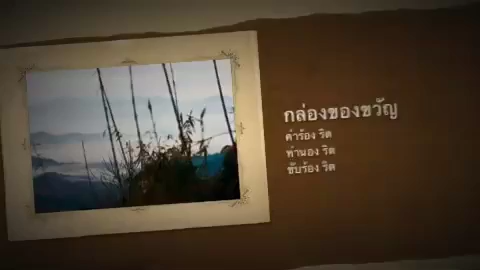 กล่องของขวัญ
คำร้อง ริต
ทำนอง ริต
ขับร้อง ริต